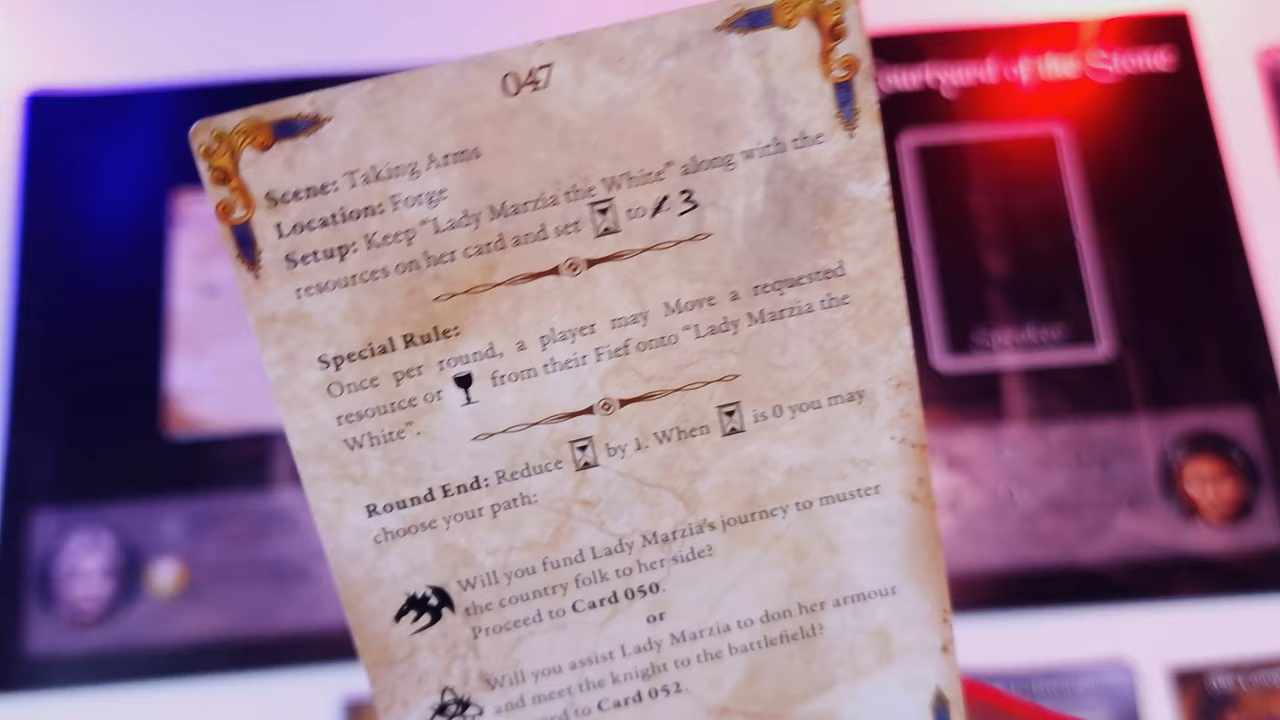 047
Scene: Taking Arms
Location: Forge
Setup: Keep “Lady Marzia the White” along with the
resources on her card and set to 3
Special Rule:
Once per round, a player may Move a requested
resource or from their Fief onto “Lady Marzia the
White”.
Round End: Reduce by 1. When is 0 you may
choose your path:
Will you fund Lady Marzia’s journey to muster
the country folk to her side?
Proceed to Card 050.
or
Will you assist Lady Marzia to don her armour
and meet the knight to the battlefield?
to Card 052.
of the Stone